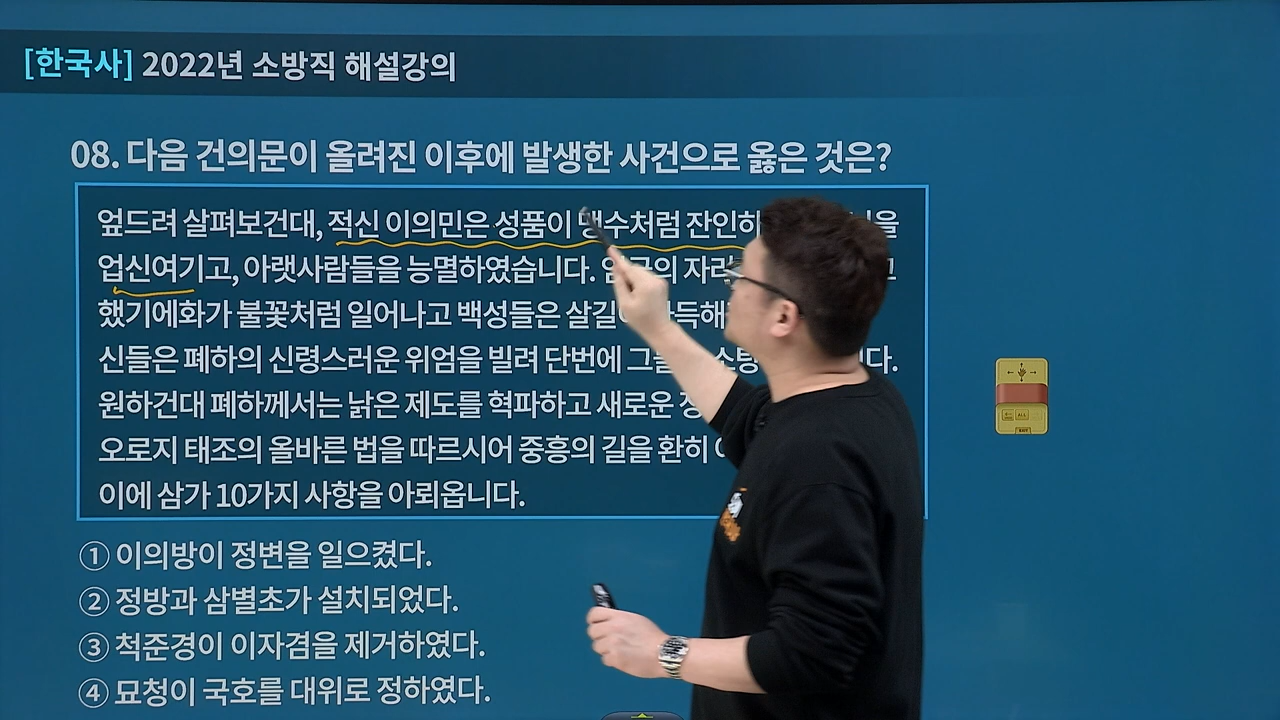 [한국사] 2022년 소방직 해설강의
08. 다음 건의문이 올려진 이후에 발생한 사건으로 옳은 것은?
엎드려 살펴보건대, 적신 이의민은 성품이 맹수처럼 잔인하
업신여기고, 아랫사람들을 능멸하였습니다. 의 자리
했기에화가 불꽃처럼 일어나고 백성들은 살길이
신들은 폐하의 신령스러운 위엄을 빌려 단번에
원하건대 폐하께서는 낡은 제도를 혁파하고 새로운
오로지 태조의 올바른 법을 따르시어 중흥의 길을 환히
이에 삼가 10가지 사항을 아뢰옵니다.
① 이의방이 정변을 일으켰다.
② 정방과 삼별초가 설치되었다.
③ 척준경이 이자겸을 제거하였다.
④ 묘청이 국호를 대위로 정하였다.